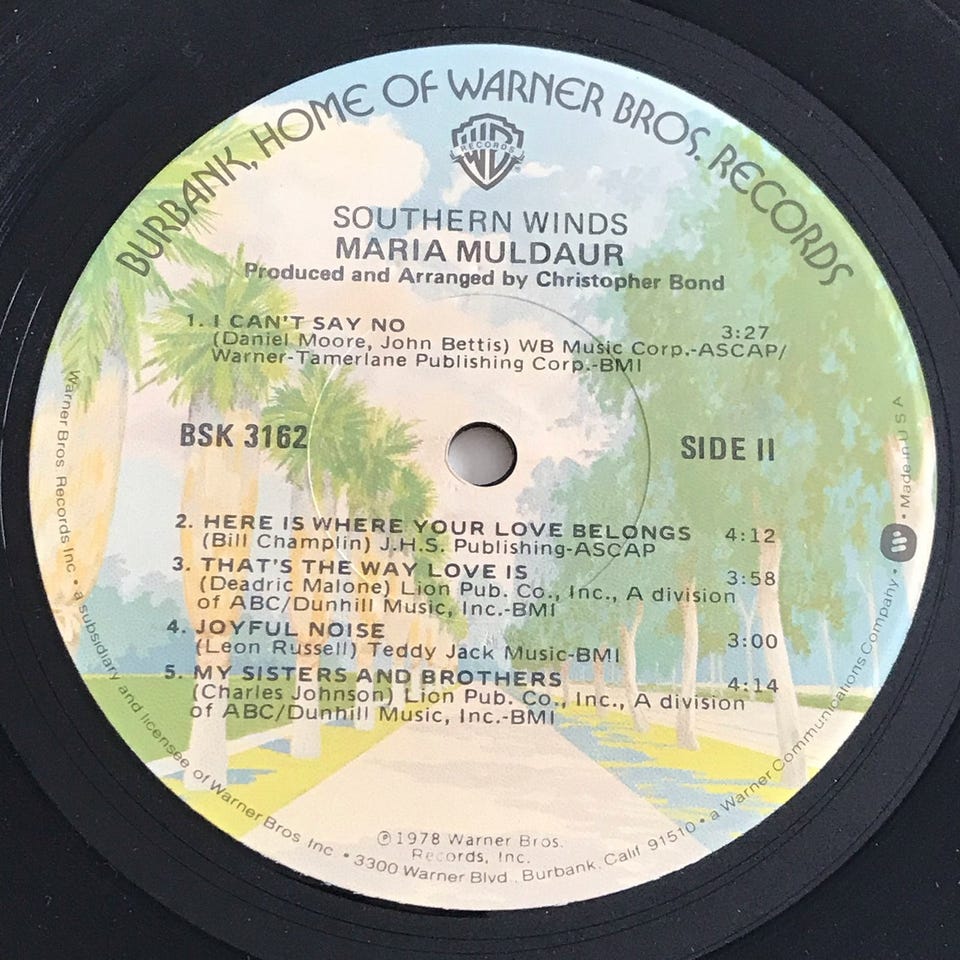 BURBANK, HOME OF WARNER BROS. RECORDS
WB
RECORDS
®
SOUTHERN WINDS
MARIA MULDAUR
Produced and Arranged by Christopher Bond
1. I CAN'T SAY NO 3:27
(Daniel Moore, John Bettis) WB Music Corp.-ASCAP/
Warner-Tamerlane Publishing Corp.-BMI
BSK 3162 SIDE II
2. HERE IS WHERE YOUR LOVE BELONGS 4:12
(Bill Champlin) J.H.S. Publishing-ASCAP
3. THAT'S THE WAY LOVE IS 3:58
(Deadric Malone) Lion Pub. Co., Inc., A division
of ABC/Dunhill Music, Inc.-BMI
4. JOYFUL NOISE 3:00
(Leon Russell) Teddy Jack Music-BMI
5. MY SISTERS AND BROTHERS 4:14
(Charles Johnson) Lion Pub. Co., Inc., A division
of ABC/Dunhill Music, Inc.-BMI
℗1978 Warner Bros.
Records, Inc.
Warner Bros. Records Inc. • a subsidiary and licensee of Warner Bros. Inc • 3300 Warner Blvd., Burbank, Calif 91510 • a Warner Communications Company • Made in U S A